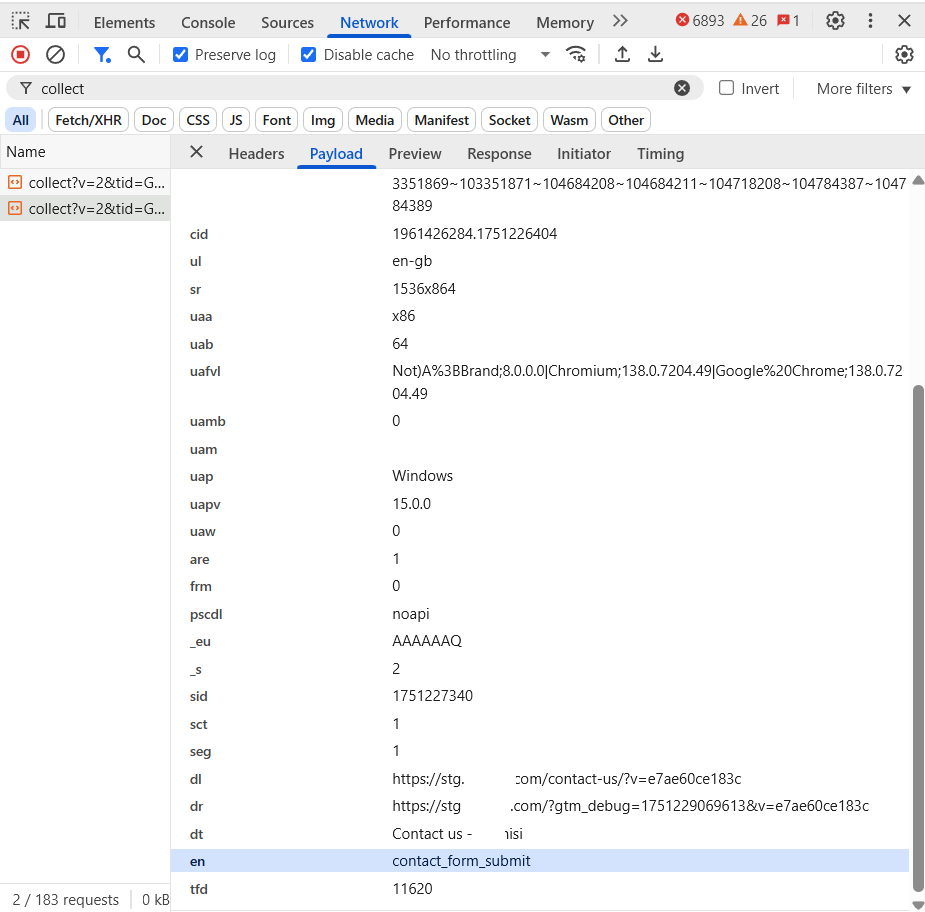 Elements Console Sources Network Performance Memory 6893 26 1
Preserve log Disable cache No throttling
collect Invert More filters
All Fetch/XHR Doc CSS JS Font Img Media Manifest Socket Wasm Other
Name Headers Payload Preview Response Initiator Timing
collect?v=2&tid=G...
collect?v=2&tid=G...
3351869~103351871~104684208~104684211~104718208~104784387~1047
84389
cid 1961426284.1751226404
ul en-gb
sr 1536x864
uaa x86
uab 64
uafvl Not)A%3BBrand;8.0.0.0|Chromium;138.0.7204.49|Google%20Chrome;138.0.72
04.49
uamb 0
uam
uap Windows
uapv 15.0.0
uaw 0
are 1
frm 0
pscdl noapi
_eu AAAAAAQ
_s 2
sid 1751227340
sct 1
seg 1
dl https://stg. .com/contact-us/?v=e7ae60ce183c
dr https://stg .com/?gtm_debug=1751229069613&v=e7ae60ce183c
dt Contact us - nisi
en contact_form_submit
tfd 11620
2 / 183 requests 0 kB